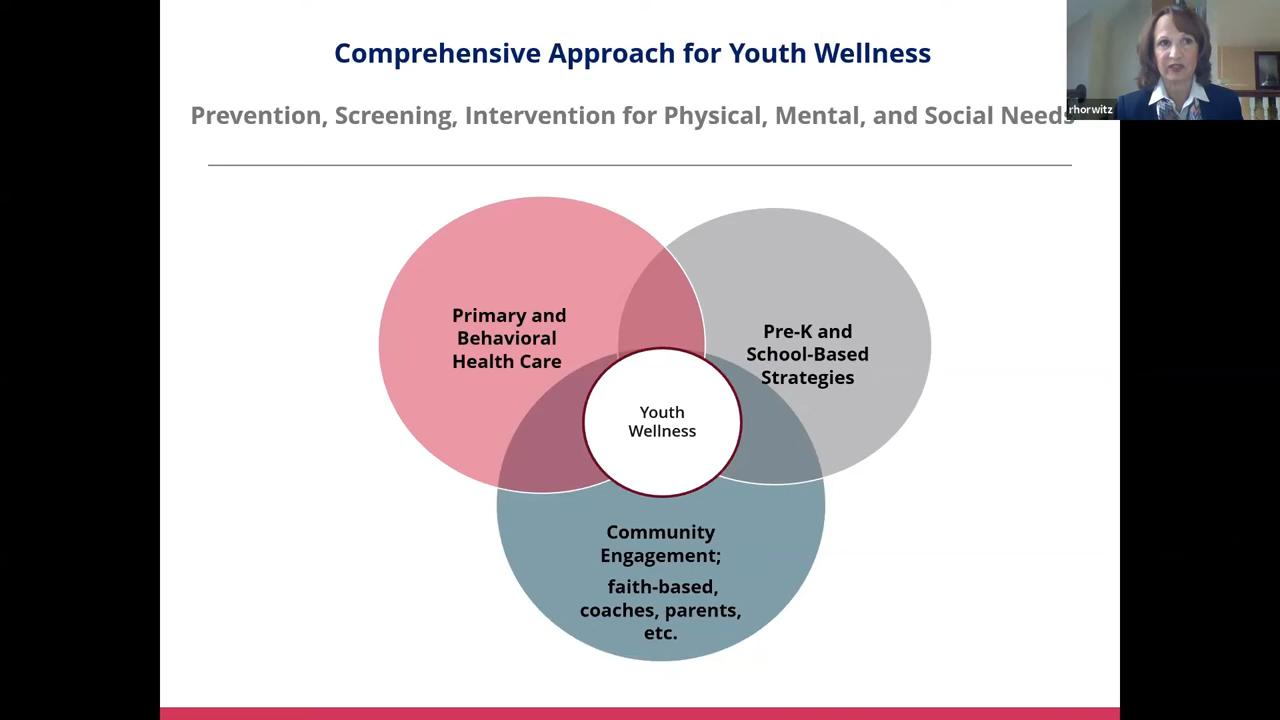 Comprehensive Approach for Youth Wellness
Prevention, Screening, Intervention for Physical, Mental, and Social Needs
rhorwitz
Primary and
Behavioral
Health Care
Pre-K and
School-Based
Strategies
Youth
Wellness
Community
Engagement;
faith-based,
coaches, parents,
etc.